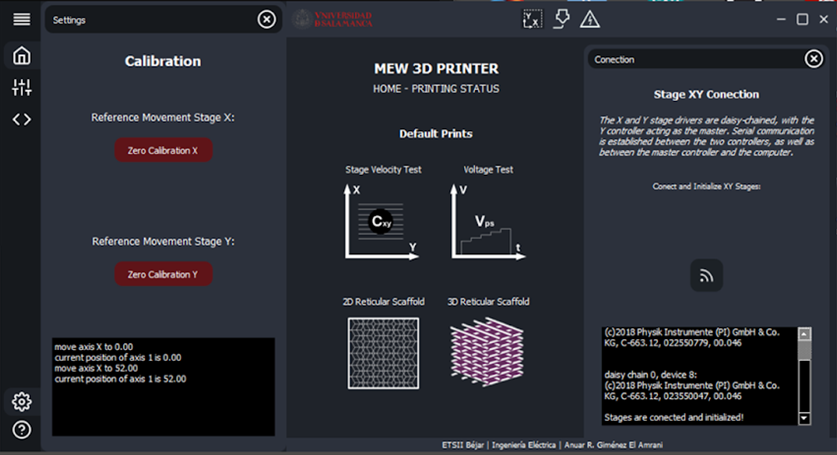 Settings
Calibration
Reference Movement Stage X:
Zero Calibration X
Reference Movement Stage Y:
Zero Calibration Y
move axis X to 0.00
current position of axis 1 is 0.00
move axis X to 52.00
current position of axis 1 is 52.00
VNiVERSiDAD
D SALAMANCA
Y
X
MEW 3D PRINTER
HOME - PRINTING STATUS
Default Prints
Stage Velocity Test
X
Cxy
Y
Voltage Test
V
Vps
t
2D Reticular Scaffold
3D Reticular Scaffold
Conection
Stage XY Conection
The X and Y stage drivers are daisy-chained, with the
Y controller acting as the master. Serial communication
is established between the two controllers, as well as
between the master controller and the computer.
Conect and Initialize XY Stages:
(c)2018 Physik Instrumente (PI) GmbH & Co.
KG, C-663.12, 022550779, 00.046
daisy chain 0, device 8:
(c)2018 Physik Instrumente (PI) GmbH & Co.
KG, C-663.12, 023550047, 00.046
Stages are conected and initialized!
ETSII Béjar | Ingeniería Eléctrica | Anuar R. Giménez El Amrani